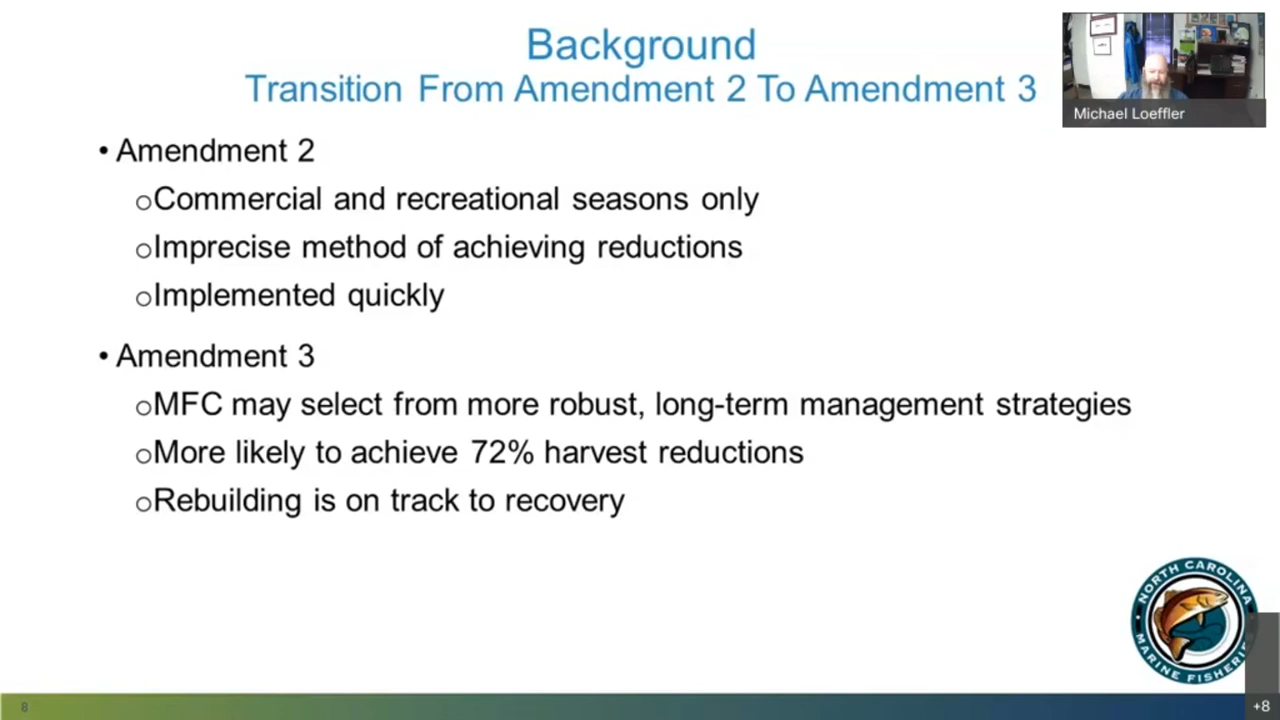 Background
Transition From Amendment 2 To Amendment 3
Michael Loeffler
• Amendment 2
oCommercial and recreational seasons only
oImprecise method of achieving reductions
oImplemented quickly
• Amendment 3
oMFC may select from more robust, long-term management strategies
oMore likely to achieve 72% harvest reductions
oRebuilding is on track to recovery
NORTH CAROLINA
MARINE FISHERIES
8
+8